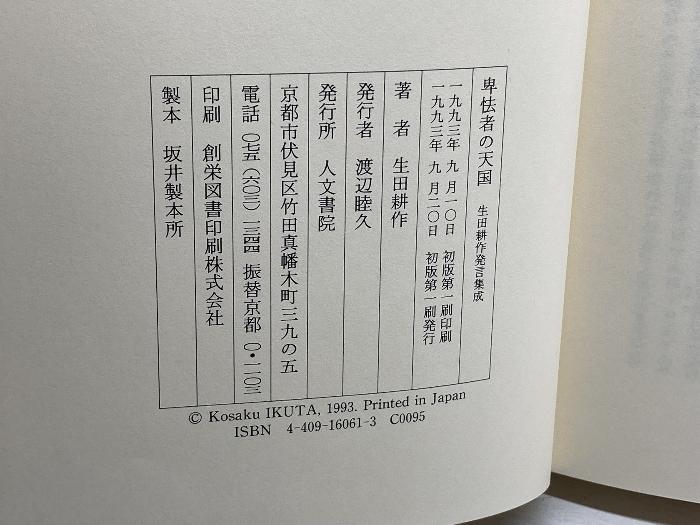 卑怯者の天国 生田耕作発言集成
一九九三年 九月一〇日 初版第一刷印刷
一九九三年 九月二〇日 初版第一刷発行
著者 生田耕作
発行者 渡辺睦久
発行所 人文書院
京都市伏見区竹田真幡木町三九の五
電話 〇七五(六〇三)一三四四 振替京都 〇・一一〇三
印刷 創栄図書印刷株式会社
製本 坂井製本所
© Kosaku IKUTA, 1993. Printed in Japan
ISBN 4-409-16061-3 C0095